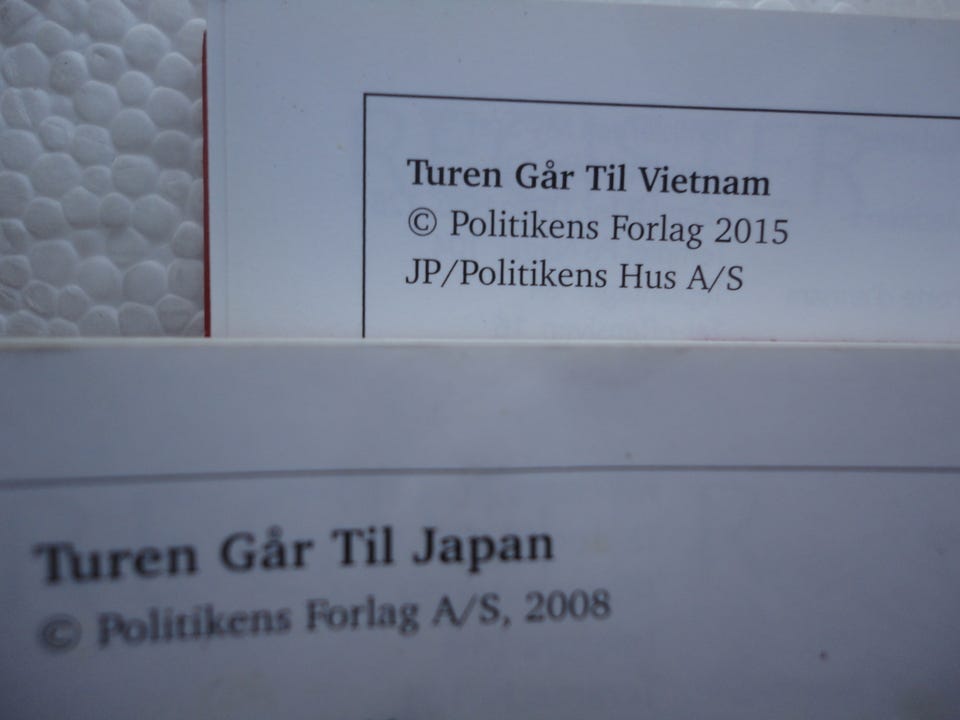 Turen Går Til Vietnam
© Politikens Forlag 2015
JP/Politikens Hus A/S
Turen Går Til Japan
© Politikens Forlag A/S, 2008